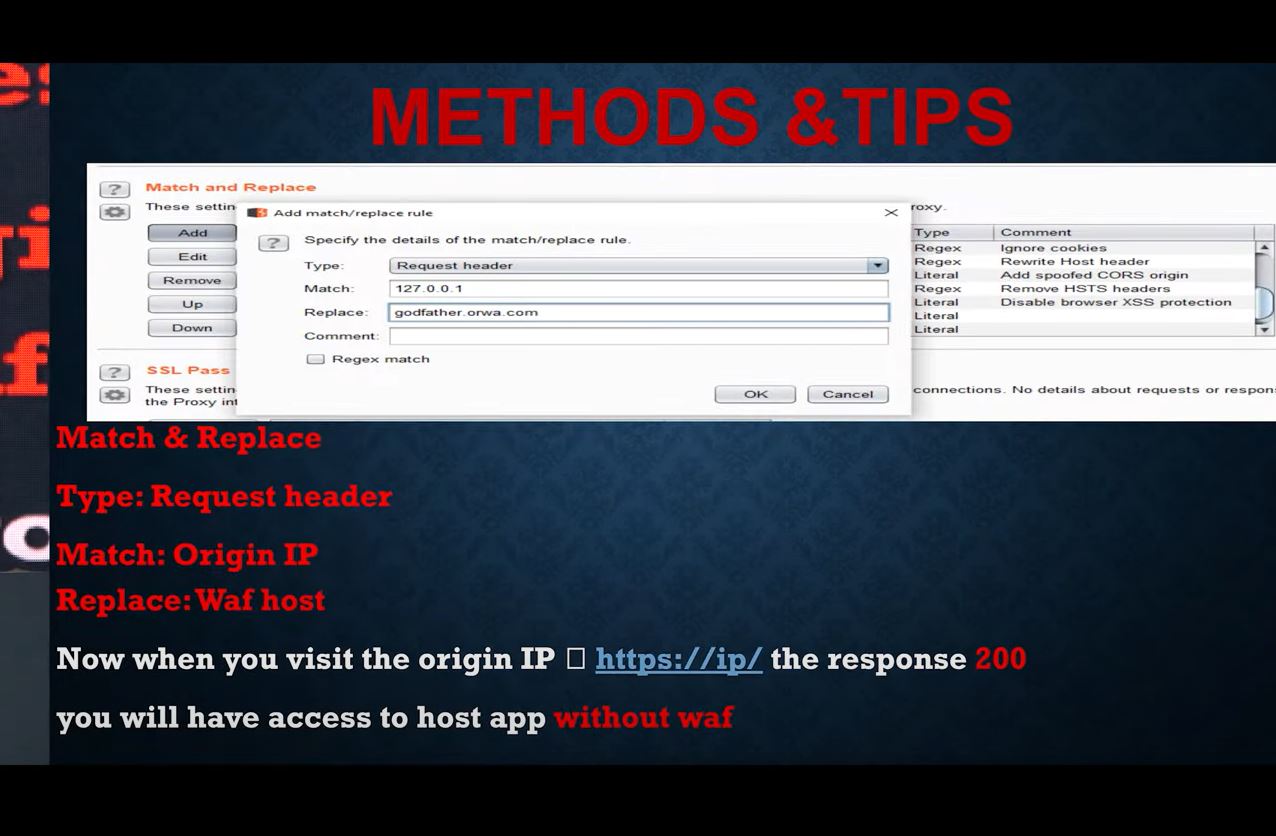 METHODS &TIPS
Match and Replace
These settin
roxy.
Add match/replace rule
Specify the details of the match/replace rule.
Type: Request header
Match: 127.0.0.1
Replace: godfather.orwa.com
Comment:
Regex match
OK
Cancel
Add
Edit
Remove
Up
Down
Type Comment
Regex Ignore cookies
Regex Rewrite Host header
Literal Add spoofed CORS origin
Regex Remove HSTS headers
Literal Disable browser XSS protection
Literal
Literal
SSL Pass
These settin
connections. No details about requests or respon
the Proxy int
Match & Replace
Type: Request header
Match: Origin IP
Replace: Waf host
Now when you visit the origin IP □ https://ip/ the response 200
you will have access to host app without waf